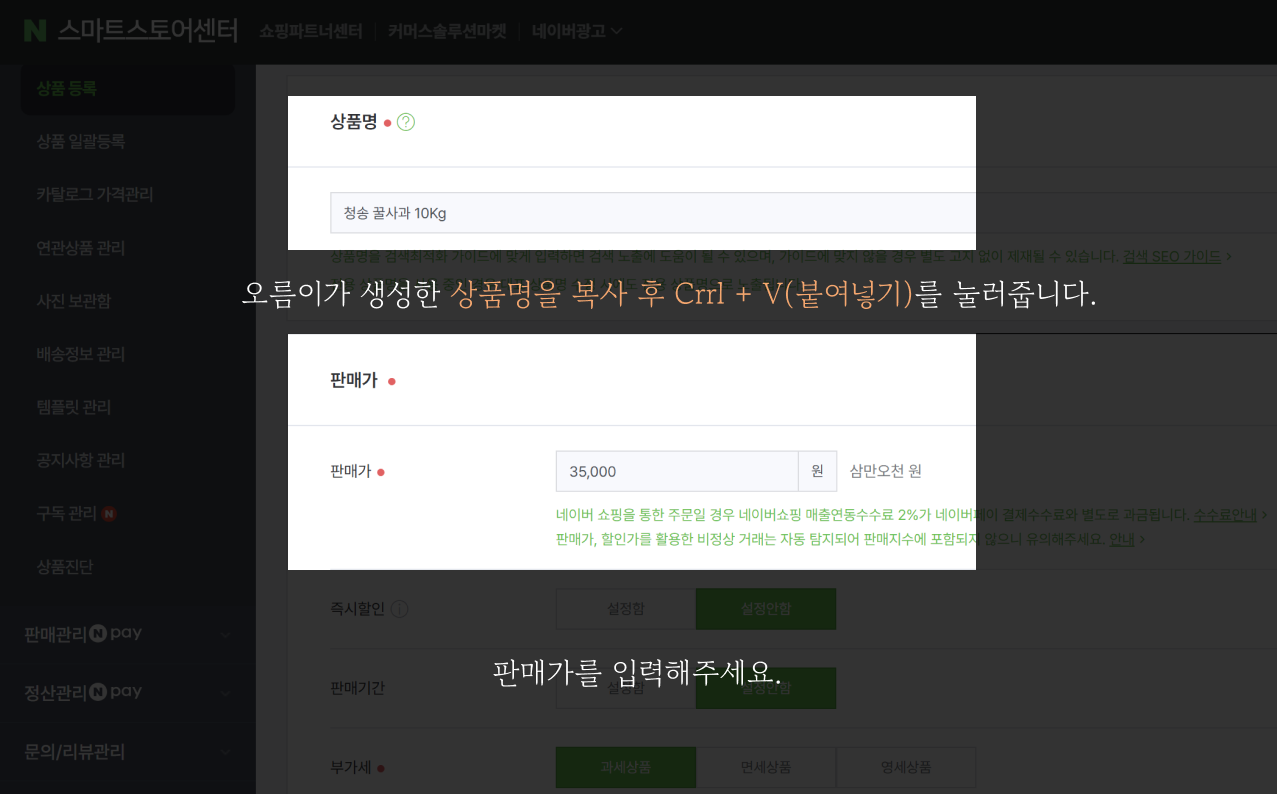 N 스마트스토어센터 쇼핑파트너센터 커머스솔루션마켓 네이버광고
상품 등록
상품 일괄등록
카탈로그 가격관리
연관상품 관리
사진 보관함
배송정보 관리
템플릿 관리
공지사항 관리
구독 관리 N
상품진단
판매관리 N pay
정산관리 N pay
문의/리뷰관리
상품명
청송 꿀사과 10Kg
상품명을 검색최적화 가이드에 맞게 입력하면 검색 노출에 도움이 될 수 있으며, 가이드에 맞지 않을 경우 별도 고지 없이 제재될 수 있습니다. 검색 SEO 가이드 >
오름이가 생성한 상품명을 복사 후 Crrl + V(붙여넣기)를 눌러줍니다.
판매가
판매가 35,000 원 삼만오천 원
네이버 쇼핑을 통한 주문일 경우 네이버쇼핑 매출연동수수료 2%가 네이버페이 결제수수료와 별도로 과금됩니다. 수수료안내 >
판매가, 할인가를 활용한 비정상 거래는 자동 탐지되어 판매지수에 포함되지 않으니 유의해주세요. 안내 >
즉시할인 설정함 설정안함
판매가를 입력해주세요.
판매기간 설정함 설정안함
부가세 과세상품 면세상품 영세상품